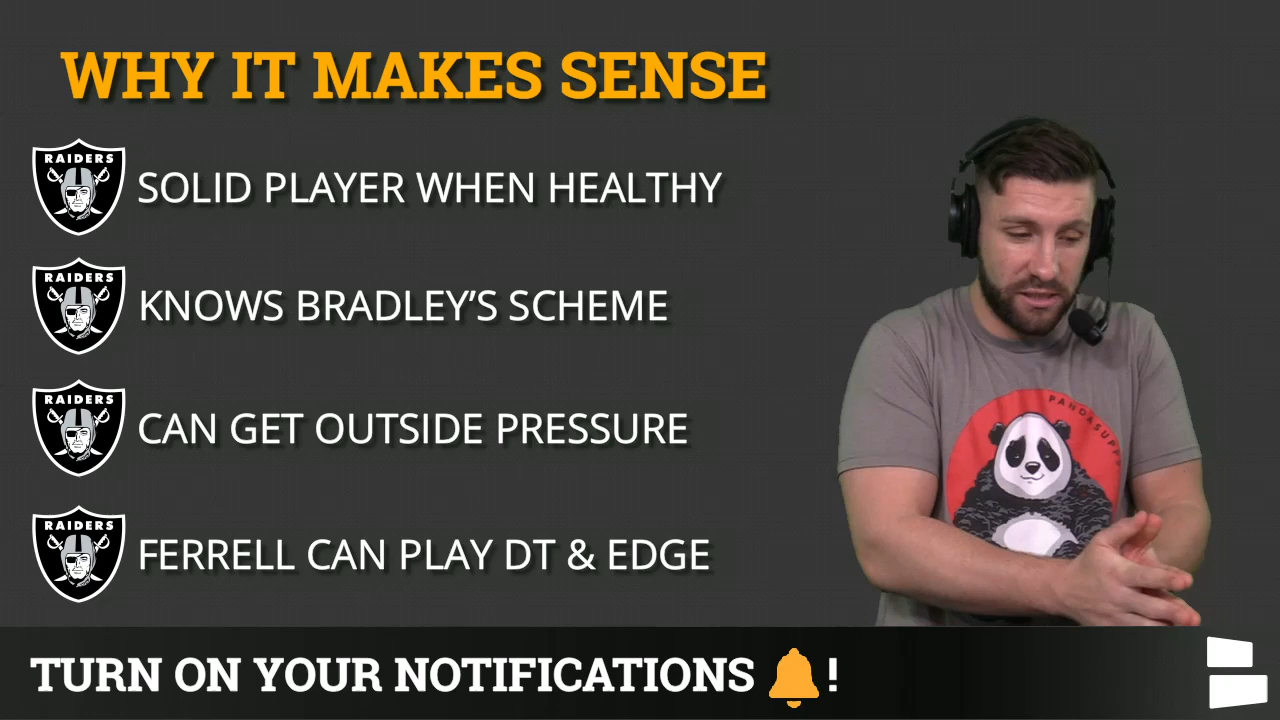 WHY IT MAKES SENSE
RAIDERS
SOLID PLAYER WHEN HEALTHY
RAIDERS
KNOWS BRADLEY'S SCHEME
RAIDERS
CAN GET OUTSIDE PRESSURE
RAIDERS
FERRELL CAN PLAY DT & EDGE
TURN ON YOUR NOTIFICATIONS !